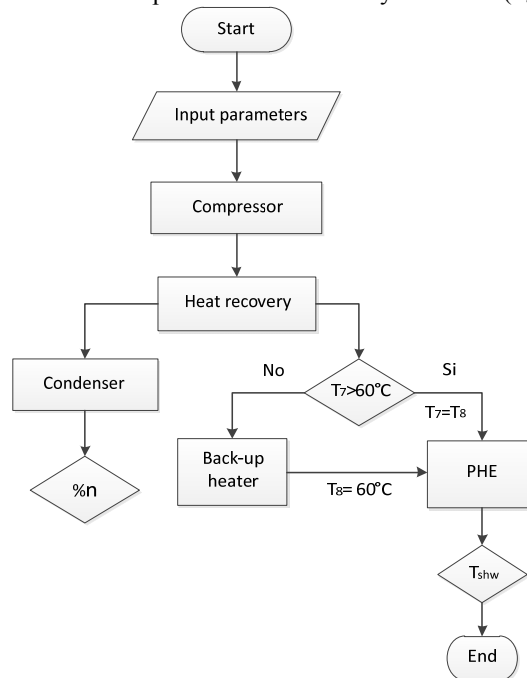 Start
Input parameters
Compressor
Heat recovery
Condenser
T7>60°C
No
Si
T7=T8
Back-up
heater
T8= 60°C
PHE
%n
Tshw
End